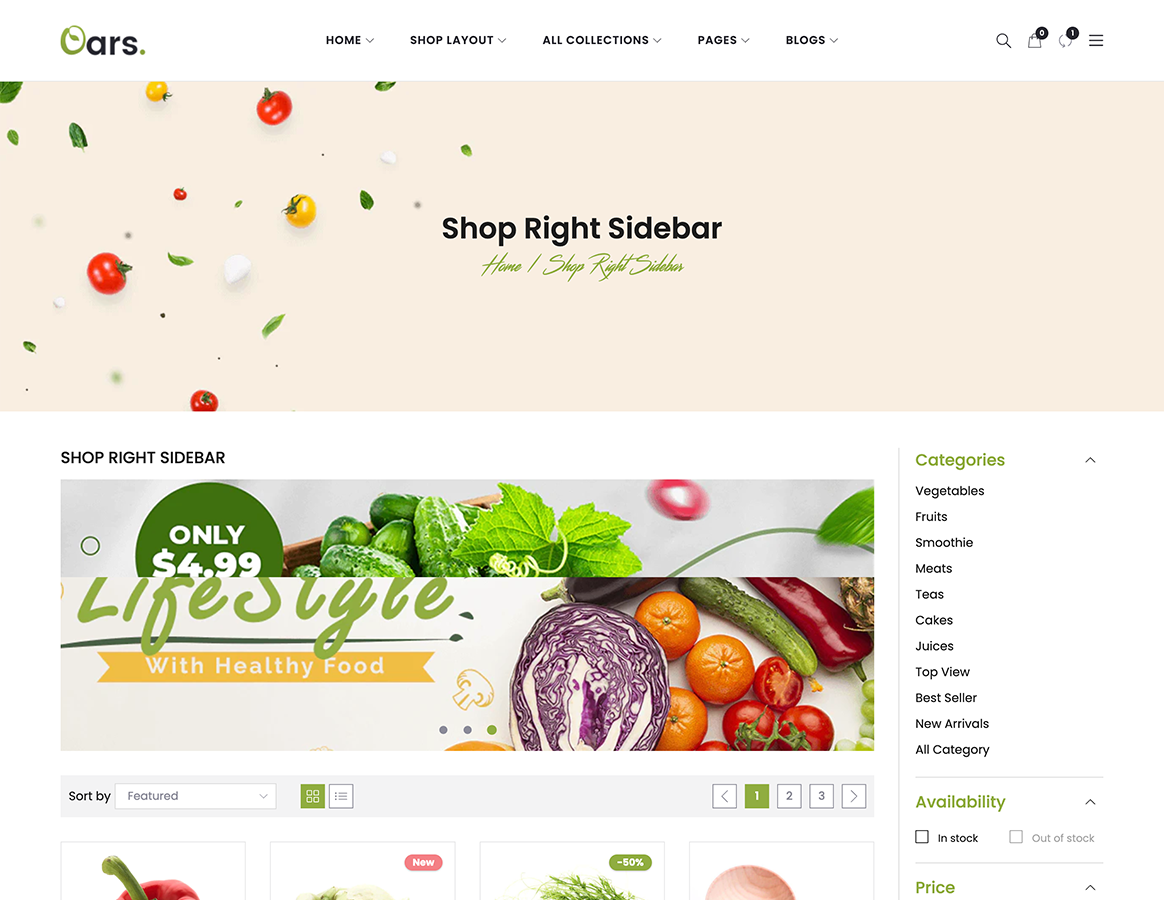 Oars.
HOME
SHOP LAYOUT
ALL COLLECTIONS
PAGES
BLOGS
0
1
Shop Right Sidebar
Home / Shop Right Sidebar
SHOP RIGHT SIDEBAR
ONLY
$4.99
LifeStyle
With Healthy Food
Sort by
Featured
1
2
3
New
-50%
Categories
Vegetables
Fruits
Smoothie
Meats
Teas
Cakes
Juices
Top View
Best Seller
New Arrivals
All Category
Availability
In stock
Out of stock
Price